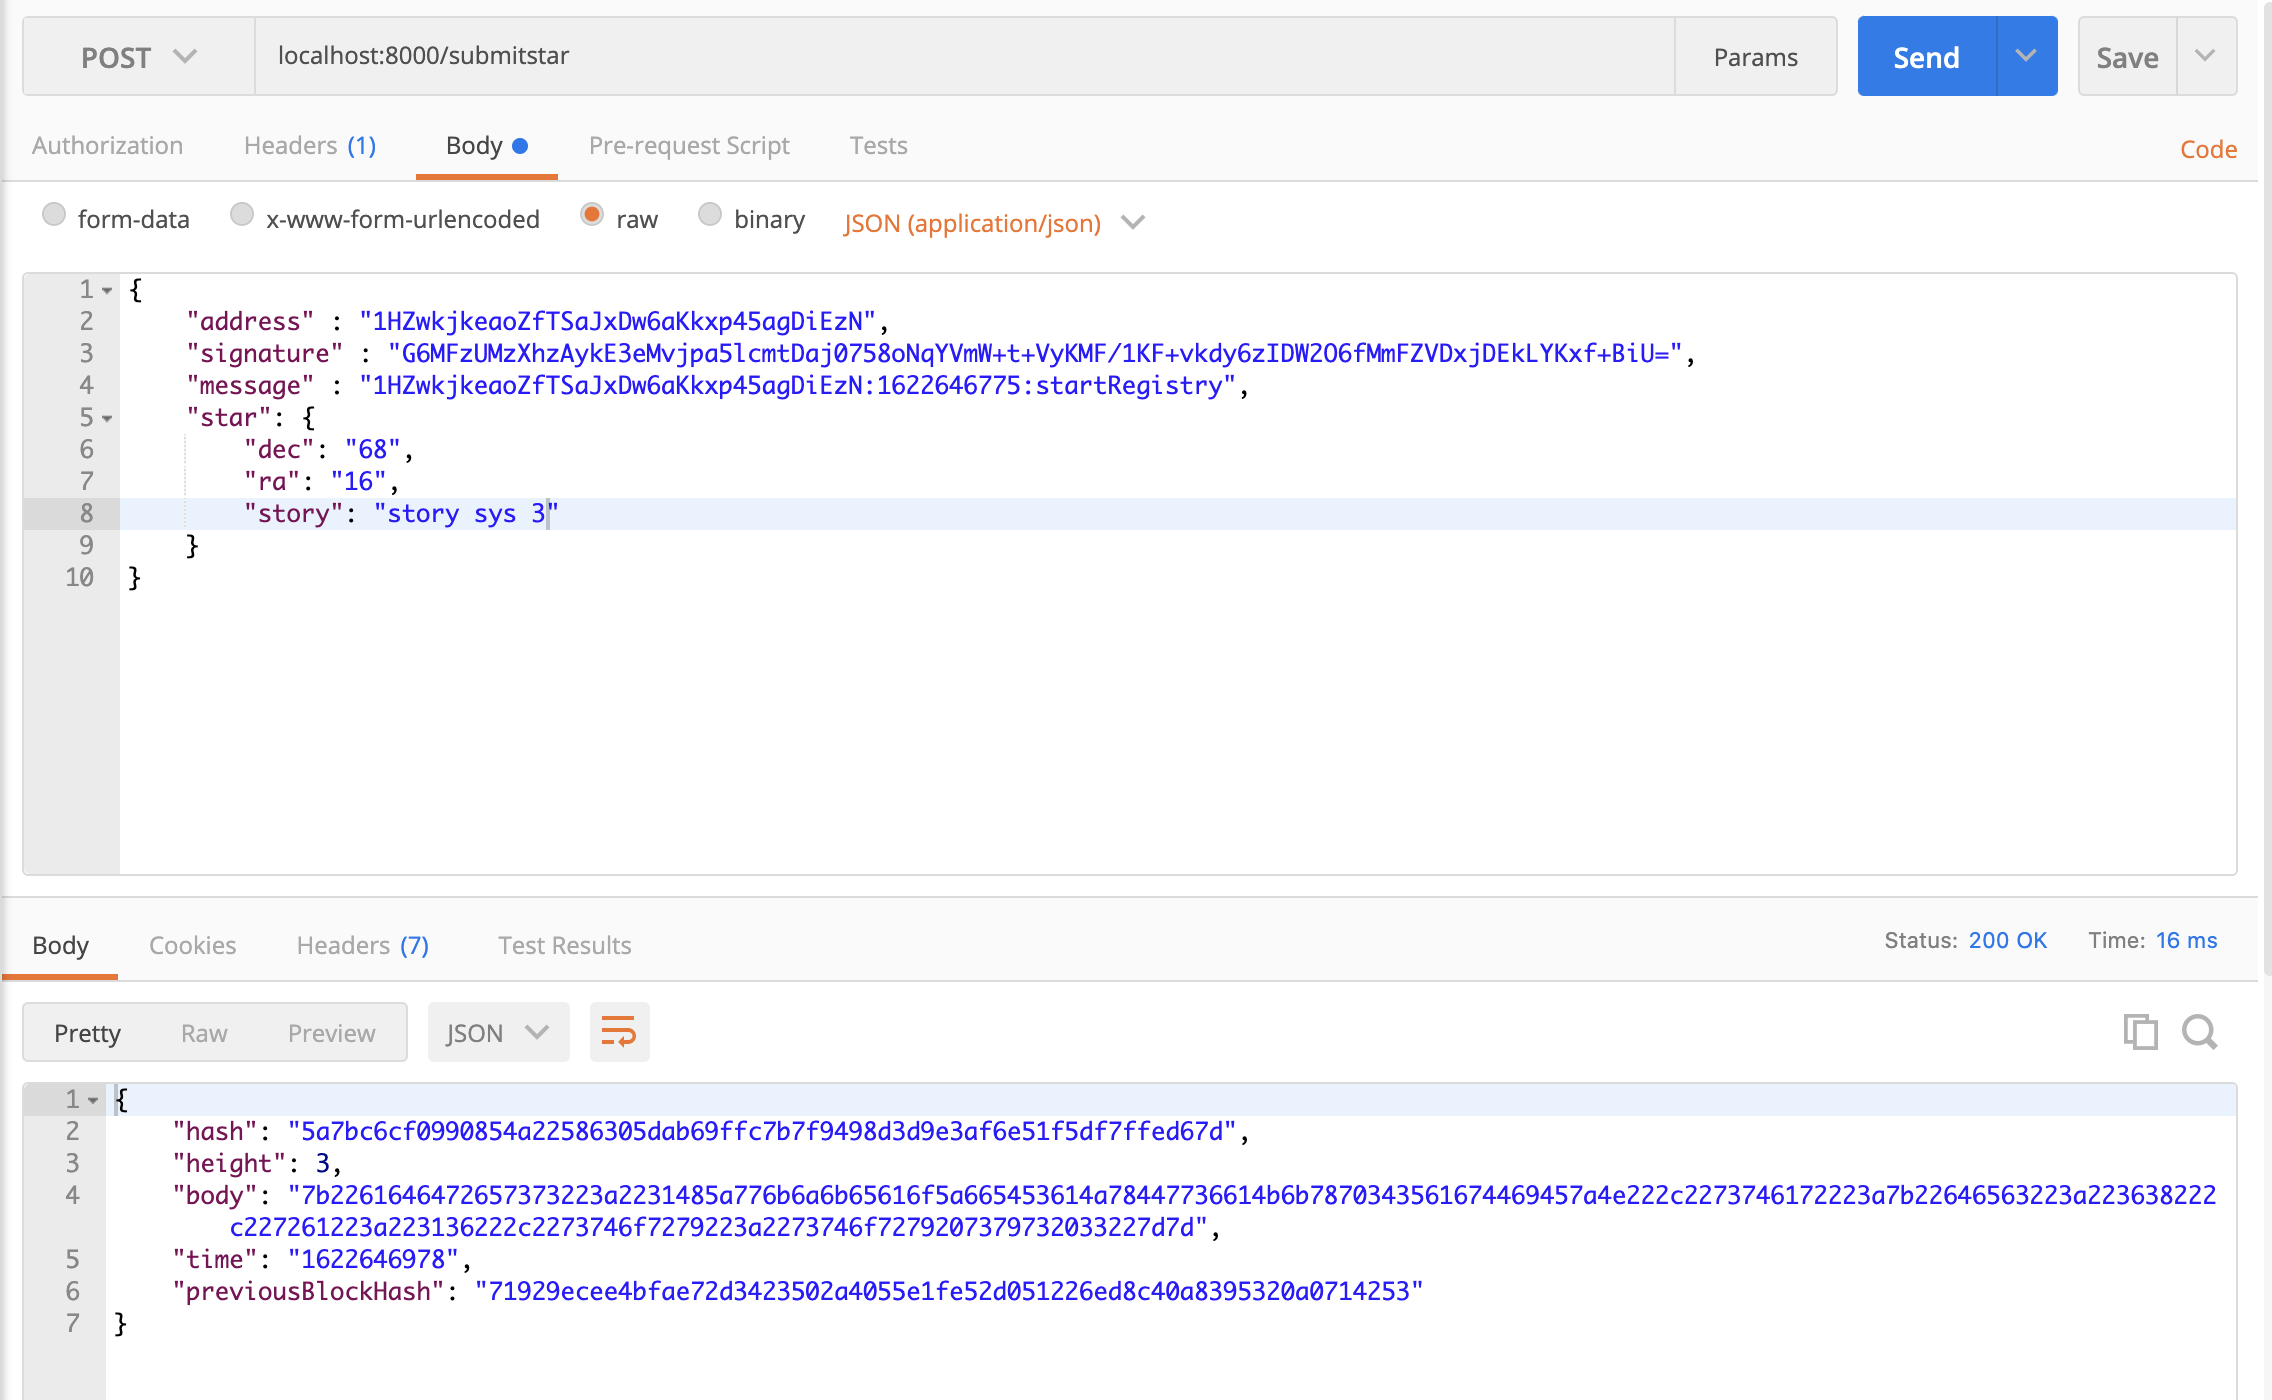 POST localhost:8000/submitstar Params Send Save
Authorization Headers (1) Body Pre-request Script Tests Code
form-data x-www-form-urlencoded raw binary JSON (application/json)
1 {
2 "address" : "1HZwkjkeaoZfTSaJxDw6aKkxp45agDiEzN",
3 "signature" : "G6MFzUMzXhzAykE3eMvjpa5lcmtDaj0758oNqYVmW+t+VyKMF/1KF+vkdy6zIDW2O6fMmFZVDxjDEkLYKxf+BiU=",
4 "message" : "1HZwkjkeaoZfTSaJxDw6aKkxp45agDiEzN:1622646775:startRegistry",
5 "star": {
6 "dec": "68",
7 "ra": "16",
8 "story": "story sys 3"
9 }
10 }
Body Cookies Headers (7) Test Results Status: 200 OK Time: 16 ms
Pretty Raw Preview JSON
1 {
2 "hash": "5a7bc6cf0990854a22586305dab69ffc7b7f9498d3d9e3af6e51f5df7ffed67d",
3 "height": 3,
4 "body": "7b2261646472657373223a2231485a776b6a6b65616f5a665453614a78447736614b6b7870343561674469457a4e222c2273746172223a7b22646563223a223638222
c227261223a223136222c2273746f7279223a2273746f7279207379732033227d7d",
5 "time": "1622646978",
6 "previousBlockHash": "71929ecee4bfae72d3423502a4055e1fe52d051226ed8c40a8395320a0714253"
7 }